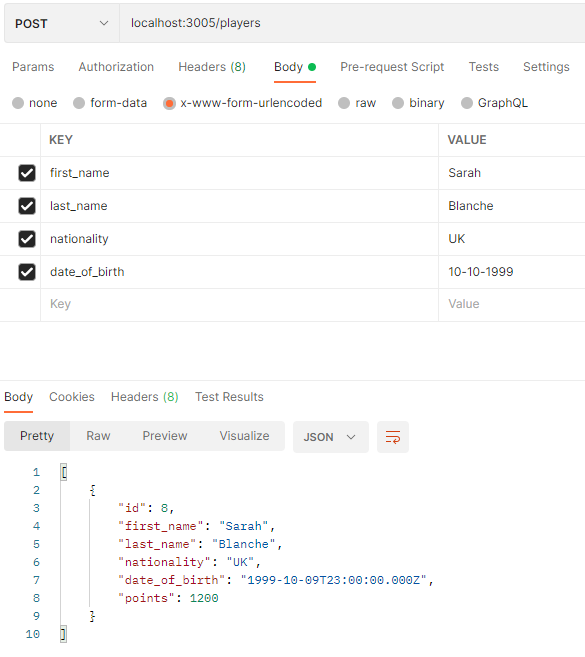 POST localhost:3005/players
Params Authorization Headers (8) Body Pre-request Script Tests Settings
none form-data x-www-form-urlencoded raw binary GraphQL
KEY VALUE
first_name Sarah
last_name Blanche
nationality UK
date_of_birth 10-10-1999
Key Value
Body Cookies Headers (8) Test Results
Pretty Raw Preview Visualize JSON
1 [
2 {
3 "id": 8,
4 "first_name": "Sarah",
5 "last_name": "Blanche",
6 "nationality": "UK",
7 "date_of_birth": "1999-10-09T23:00:00.000Z",
8 "points": 1200
9 }
10 ]